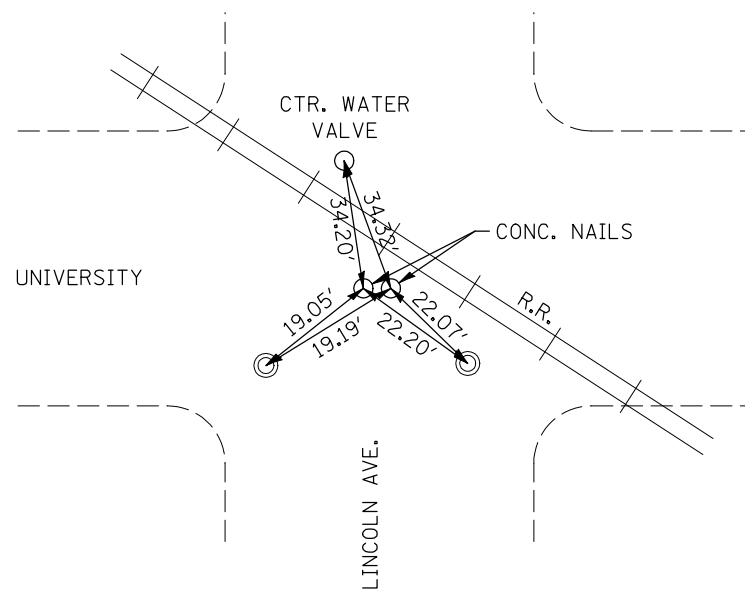 CTR. WATER
VALVE
34.20'
34.32'
CONC. NAILS
UNIVERSITY
R.R.
19.05'
19.19'
22.07'
22.20'
LINCOLN AVE.